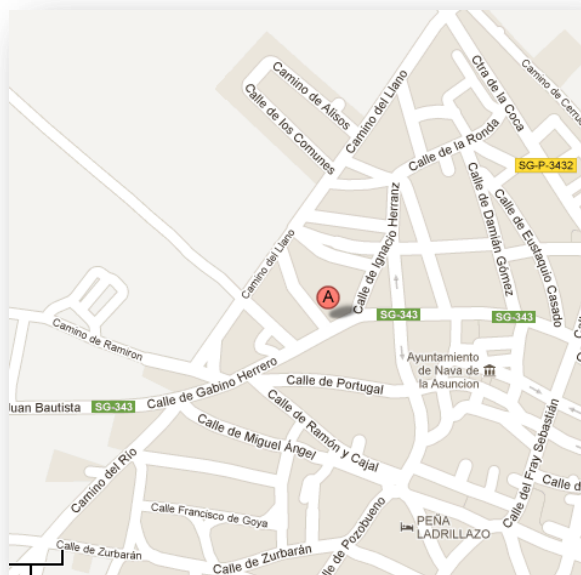 Camino de Alisos
Calle de los Comunes
Camino del Llano
Ctra de la Coca
Camino de Cerru
Calle de la Ronda
SG-P-3432
Calle de Ignacio Herranz
Calle de Damián Gómez
Calle de Eustaquio Casado
Camino del Llano
A
SG-343
SG-343
Camino de Ramiron
Ayuntamiento
de Nava de
la Asuncion
Calle de Gabino Herrero
Calle de Portugal
Juan Bautista
SG-343
Calle de Ramón y Cajal
Calle de Miguel Ángel
Calle del Fray Sebastián
Camino del Río
Calle d
Calle Francisco de Goya
PEÑA
LADRILLAZO
Calle de Zurbarán
Calle de Zurbarán
lle de Pozobueno